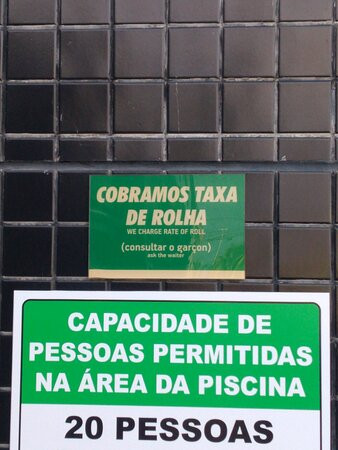 COBRAMOS TAXA
DE ROLHA
WE CHARGE RATE OF ROLL
(consultar o garçon)
ask the waiter
CAPACIDADE DE
PESSOAS PERMITIDAS
NA ÁREA DA PISCINA
20 PESSOAS